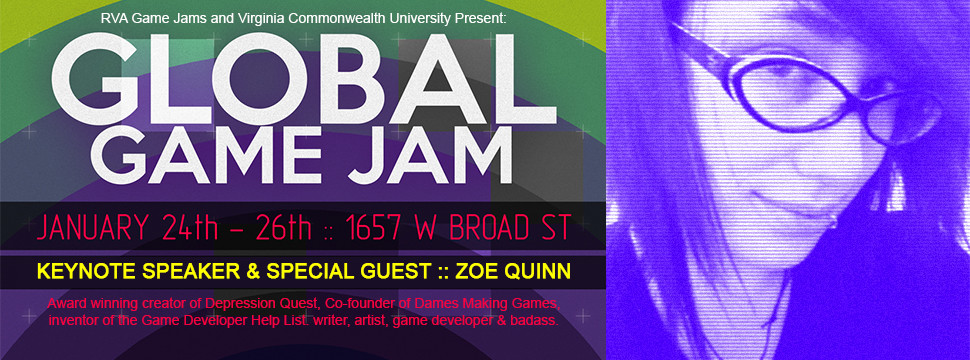 RVA Game Jams and Virginia Commonwealth University Present:
GLOBAL
GAME JAM
JANUARY 24th – 26th :: 1657 W BROAD ST
KEYNOTE SPEAKER & SPECIAL GUEST :: ZOE QUINN
Award winning creator of Depression Quest, Co-founder of Dames Making Games,
inventor of the Game Developer Help List. writer, artist, game developer & badass.